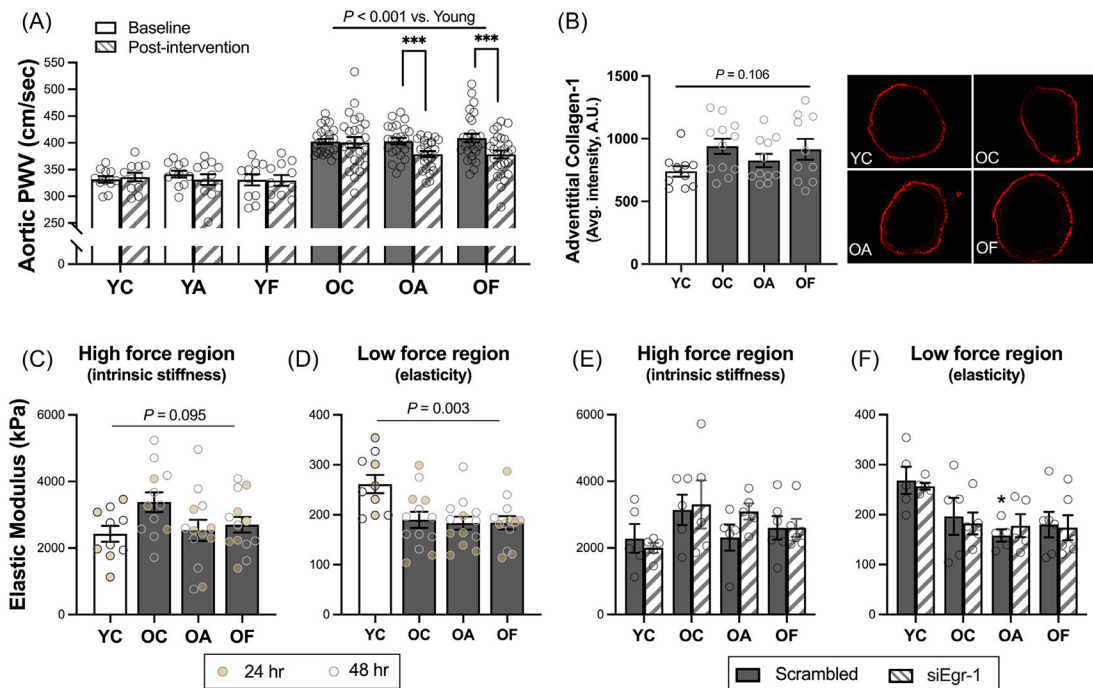 (A)
Baseline
Post-intervention
P < 0.001 vs. Young
***
***
Aortic PWV (cm/sec)
550
500
450
400
350
300
250
0
YC
YA
YF
OC
OA
OF
(B)
P = 0.106
Adventitial Collagen-1
(Avg. intensity, A.U.)
1500
1000
500
0
YC
OC
OA
OF
YC
OC
OA
OF
(C)
High force region
(intrinsic stiffness)
P = 0.095
Elastic Modulus (kPa)
6000
4000
2000
0
YC
OC
OA
OF
(D)
Low force region
(elasticity)
P = 0.003
400
300
200
100
0
YC
OC
OA
OF
24 hr
48 hr
(E)
High force region
(intrinsic stiffness)
6000
4000
2000
0
YC
OC
OA
OF
(F)
Low force region
(elasticity)
*
400
300
200
100
0
YC
OC
OA
OF
Scrambled
siEgr-1